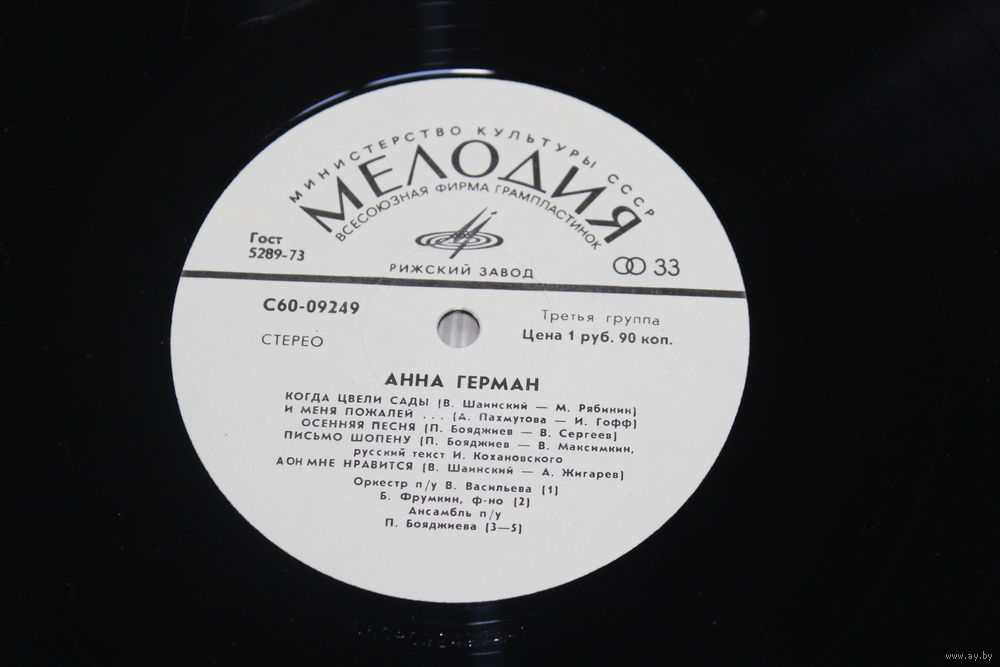 МИНИСТЕРСТВО КУЛЬТУРЫ СССР
МЕЛОДИЯ
ВСЕСОЮЗНАЯ ФИРМА ГРАМПЛАСТИНОК
Гост
5289-73
РИЖСКИЙ ЗАВОД
33
С60-09249
СТЕРЕО
Третья группа
Цена 1 руб. 90 коп.
АННА ГЕРМАН
КОГДА ЦВЕЛИ САДЫ (В. Шаинский — М. Рябинин)
И МЕНЯ ПОЖАЛЕЙ . . . (А. Пахмутова — И. Гофф)
ОСЕННЯЯ ПЕСНЯ (П. Бояджиев — В. Сергеев)
ПИСЬМО ШОПЕНУ (П. Бояджиев — В. Максимкин,
русский текст И. Кохановского
А ОН МНЕ НРАВИТСЯ (В. Шаинский — А. Жигарев)
Оркестр п/у В. Васильева (1)
Б. Фрумкин, ф-но (2)
Ансамбль п/у
П. Бояджиева (3—5)
www.ay.by